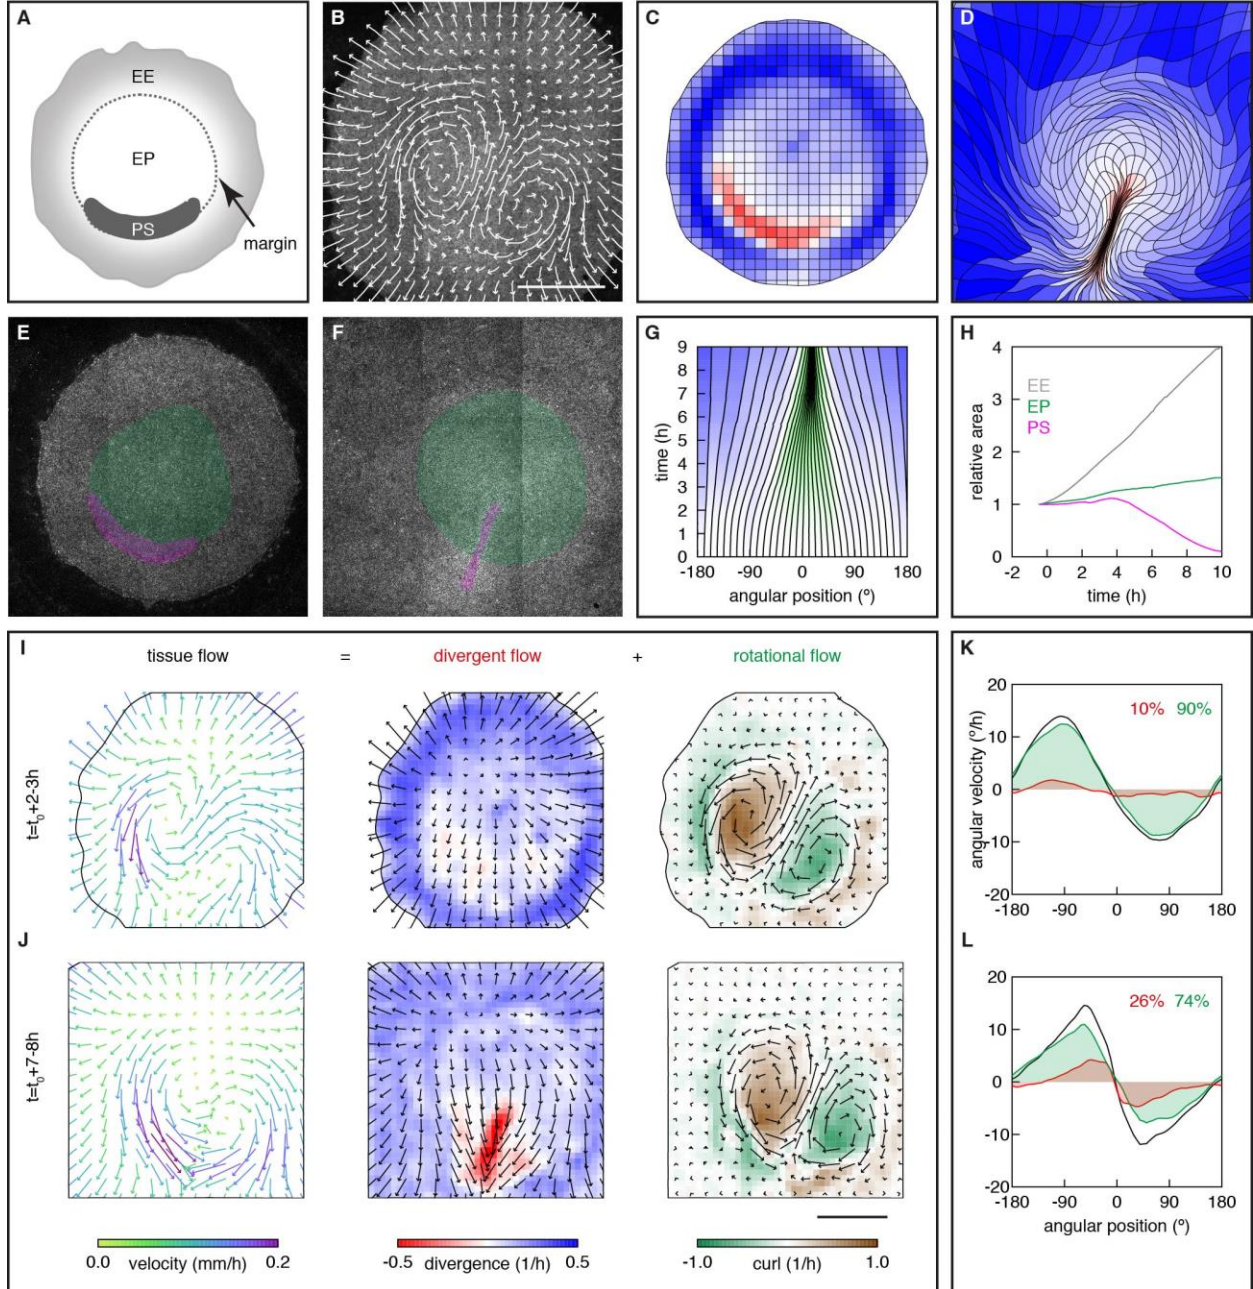 A
EE
EP
PS
margin
B
C
D
E
F
G
time (h)
9
8
7
6
5
4
3
2
1
0
-180 -90 0 90 180
angular position (º)
H
relative area
4
3
2
1
0
EE
EP
PS
-2 0 2 4 6 8 10
time (h)
I
tissue flow = divergent flow + rotational flow
t=t0+2-3h
J
t=t0+7-8h
0.0 velocity (mm/h) 0.2
-0.5 divergence (1/h) 0.5
-1.0 curl (1/h) 1.0
K
angular velocity (º/h)
20
10
0
-10
-20
10% 90%
-180 -90 0 90 180
L
20
10
0
-10
-20
26% 74%
-180 -90 0 90 180
angular position (º)